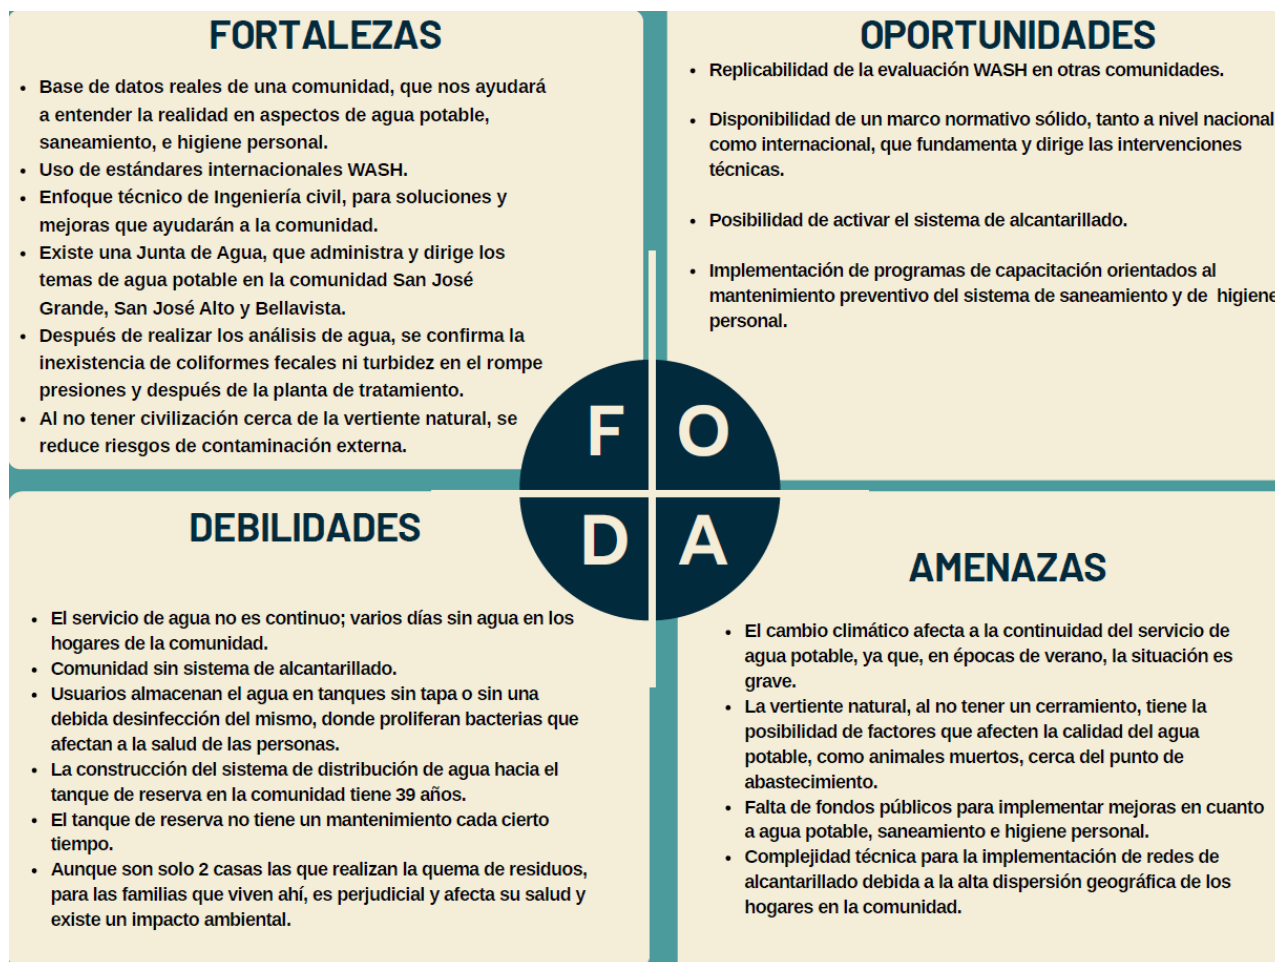 FORTALEZAS
• Base de datos reales de una comunidad, que nos ayudará
a entender la realidad en aspectos de agua potable,
saneamiento, e higiene personal.
• Uso de estándares internacionales WASH.
• Enfoque técnico de Ingeniería civil, para soluciones y
mejoras que ayudarán a la comunidad.
• Existe una Junta de Agua, que administra y dirige los
temas de agua potable en la comunidad San José
Grande, San José Alto y Bellavista.
• Después de realizar los análisis de agua, se confirma la
inexistencia de coliformes fecales ni turbidez en el rompe
presiones y después de la planta de tratamiento.
• Al no tener civilización cerca de la vertiente natural, se
reduce riesgos de contaminación externa.
OPORTUNIDADES
• Replicabilidad de la evaluación WASH en otras comunidades.
• Disponibilidad de un marco normativo sólido, tanto a nivel nacional
como internacional, que fundamenta y dirige las intervenciones
técnicas.
• Posibilidad de activar el sistema de alcantarillado.
• Implementación de programas de capacitación orientados al
mantenimiento preventivo del sistema de saneamiento y de higiene
personal.
F O
D A
DEBILIDADES
• El servicio de agua no es continuo; varios días sin agua en los
hogares de la comunidad.
• Comunidad sin sistema de alcantarillado.
• Usuarios almacenan el agua en tanques sin tapa o sin una
debida desinfección del mismo, donde proliferan bacterias que
afectan a la salud de las personas.
• La construcción del sistema de distribución de agua hacia el
tanque de reserva en la comunidad tiene 39 años.
• El tanque de reserva no tiene un mantenimiento cada cierto
tiempo.
• Aunque son solo 2 casas las que realizan la quema de residuos,
para las familias que viven ahí, es perjudicial y afecta su salud y
existe un impacto ambiental.
AMENAZAS
• El cambio climático afecta a la continuidad del servicio de
agua potable, ya que, en épocas de verano, la situación es
grave.
• La vertiente natural, al no tener un cerramiento, tiene la
posibilidad de factores que afecten la calidad del agua
potable, como animales muertos, cerca del punto de
abastecimiento.
• Falta de fondos públicos para implementar mejoras en cuanto
a agua potable, saneamiento e higiene personal.
• Complejidad técnica para la implementación de redes de
alcantarillado debida a la alta dispersión geográfica de los
hogares en la comunidad.